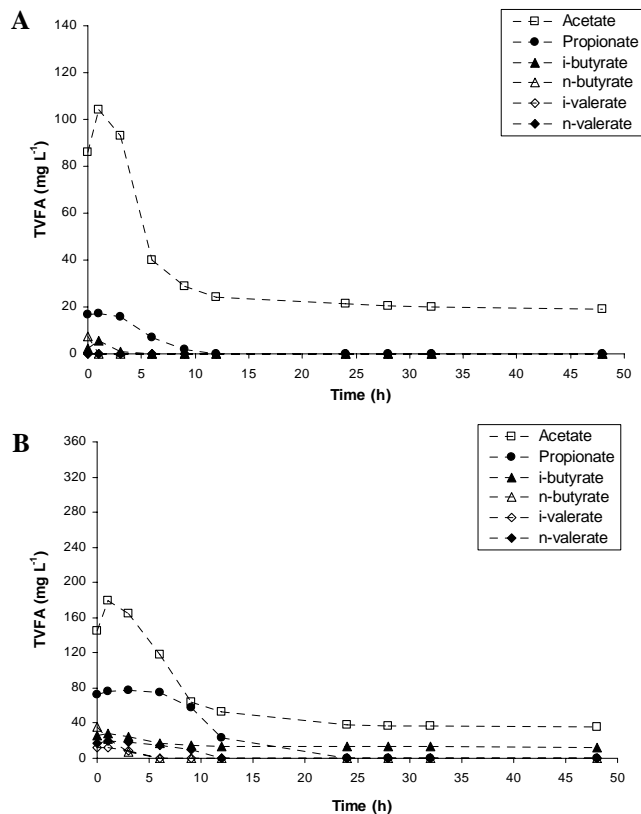 A
Acetate
Propionate
i-butyrate
n-butyrate
i-valerate
n-valerate
140
120
100
80
60
40
20
0
TVFA (mg L⁻¹)
0 5 10 15 20 25 30 35 40 45 50
Time (h)
B
Acetate
Propionate
i-butyrate
n-butyrate
i-valerate
n-valerate
360
320
280
240
200
160
120
80
40
0
TVFA (mg L⁻¹)
0 5 10 15 20 25 30 35 40 45 50
Time (h)